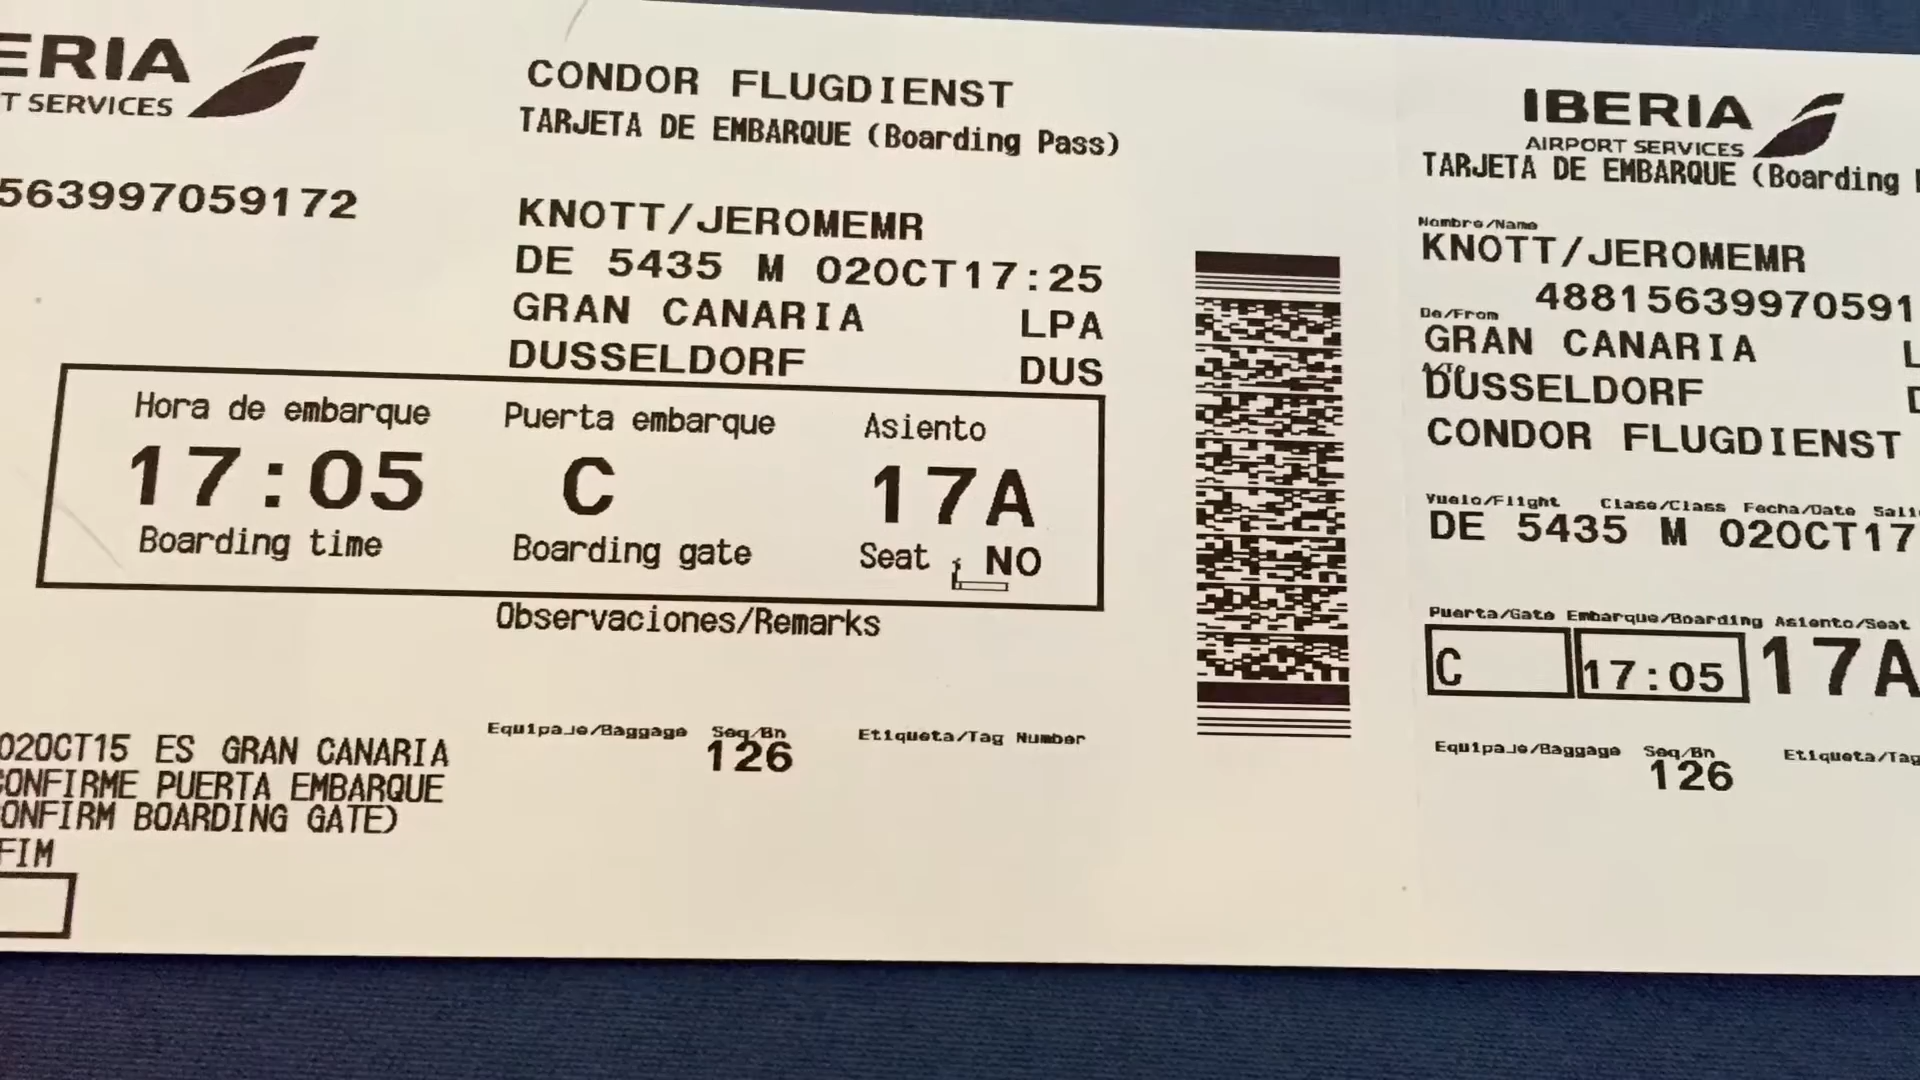 ERIA
T SERVICES
563997059172
CONDOR FLUGDIENST
TARJETA DE EMBARQUE (Boarding Pass)
KNOTT/JEROMEMR
DE 5435 M 02OCT17:25
GRAN CANARIA LPA
DUSSELDORF DUS
Hora de embarque Puerta embarque Asiento
17:05 C 17A
Boarding time Boarding gate Seat NO
Observaciones/Remarks
Equipaje/Baggage Seq/Bn Etiqueta/Tag Number
126
02OCT15 ES GRAN CANARIA
CONFIRME PUERTA EMBARQUE
ONFIRM BOARDING GATE)
FIM
IBERIA
AIRPORT SERVICES
TARJETA DE EMBARQUE (Boarding
Nombre/Name
KNOTT/JEROMEMR
48815639970591
De/From
GRAN CANARIA L
DUSSELDORF D
CONDOR FLUGDIENST
Vuelo/Flight Clase/Class Fecha/Date Sali
DE 5435 M 02OCT17
Puerta/Gate Embarque/Boarding Asiento/Seat
C 17:05 17A
Equipaje/Baggage Seq/Bn Etiqueta/Tag
126